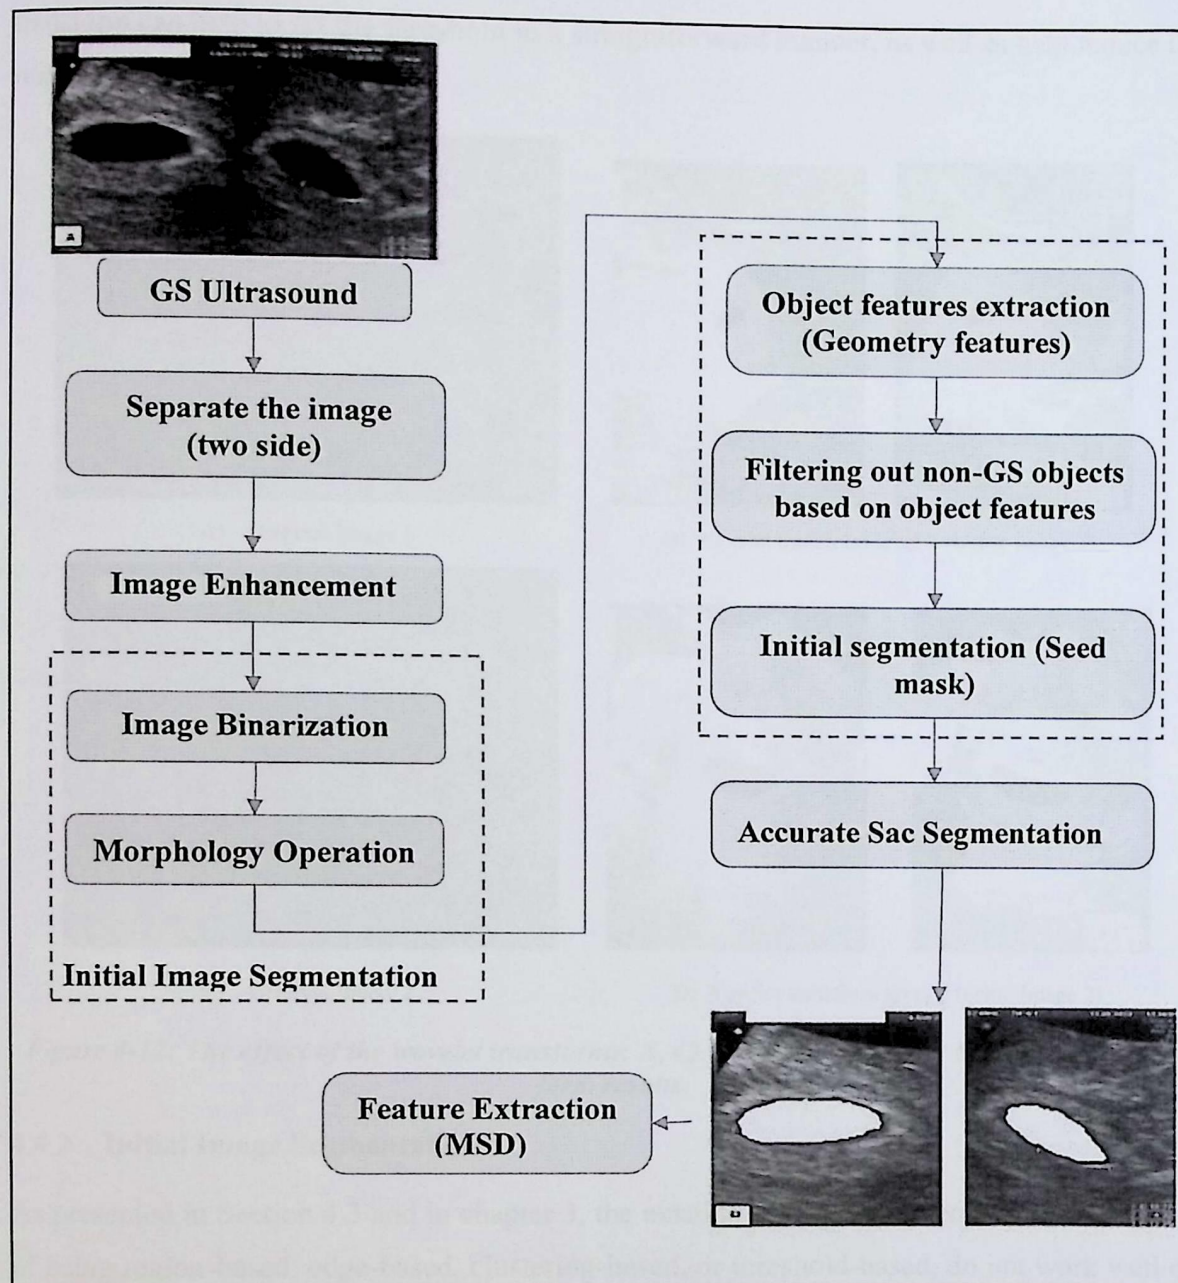 A
GS Ultrasound
Separate the image
(two side)
Image Enhancement
Image Binarization
Morphology Operation
Initial Image Segmentation
Object features extraction
(Geometry features)
Filtering out non-GS objects
based on object features
Initial segmentation (Seed
mask)
Accurate Sac Segmentation
B
Feature Extraction
(MSD)